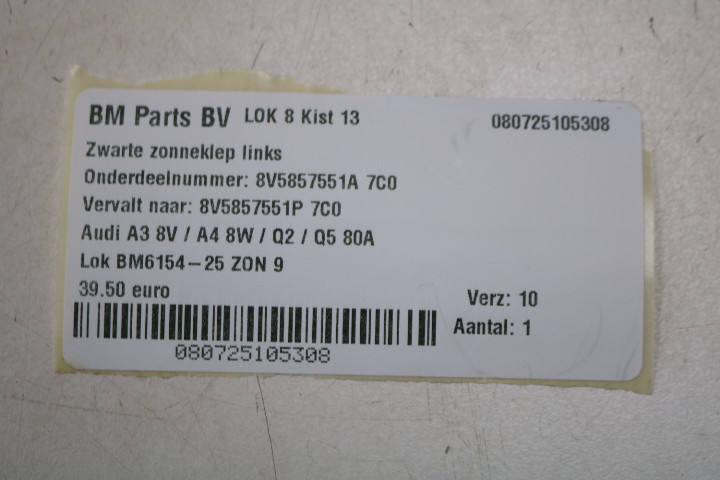 BM Parts BV LOK 8 Kist 13 080725105308
Zwarte zonneklep links
Onderdeelnummer: 8V5857551A 7C0
Vervalt naar: 8V5857551P 7C0
Audi A3 8V / A4 8W / Q2 / Q5 80A
Lok BM6154-25 ZON 9
39.50 euro
Verz: 10
Aantal: 1
080725105308